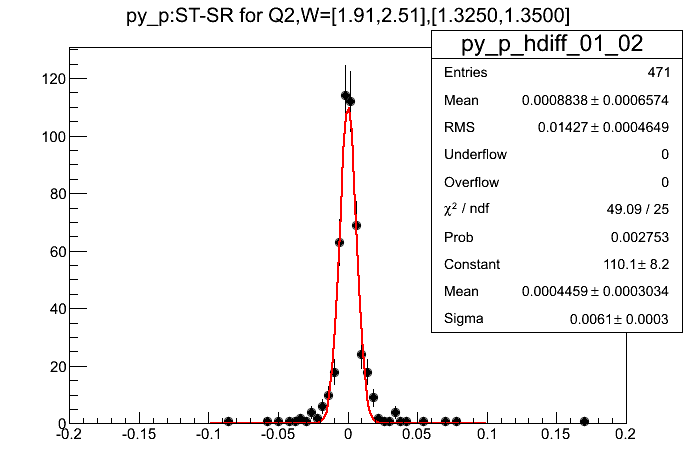 py_p:ST-SR for Q2,W=[1.91,2.51],[1.3250,1.3500]
py_p_hdiff_01_02
Entries 471
Mean 0.0008838 ± 0.0006574
RMS 0.01427 ± 0.0004649
Underflow 0
Overflow 0
χ² / ndf 49.09 / 25
Prob 0.002753
Constant 110.1 ± 8.2
Mean 0.0004459 ± 0.0003034
Sigma 0.0061 ± 0.0003
120
100
80
60
40
20
0
-0.2 -0.15 -0.1 -0.05 0 0.05 0.1 0.15 0.2